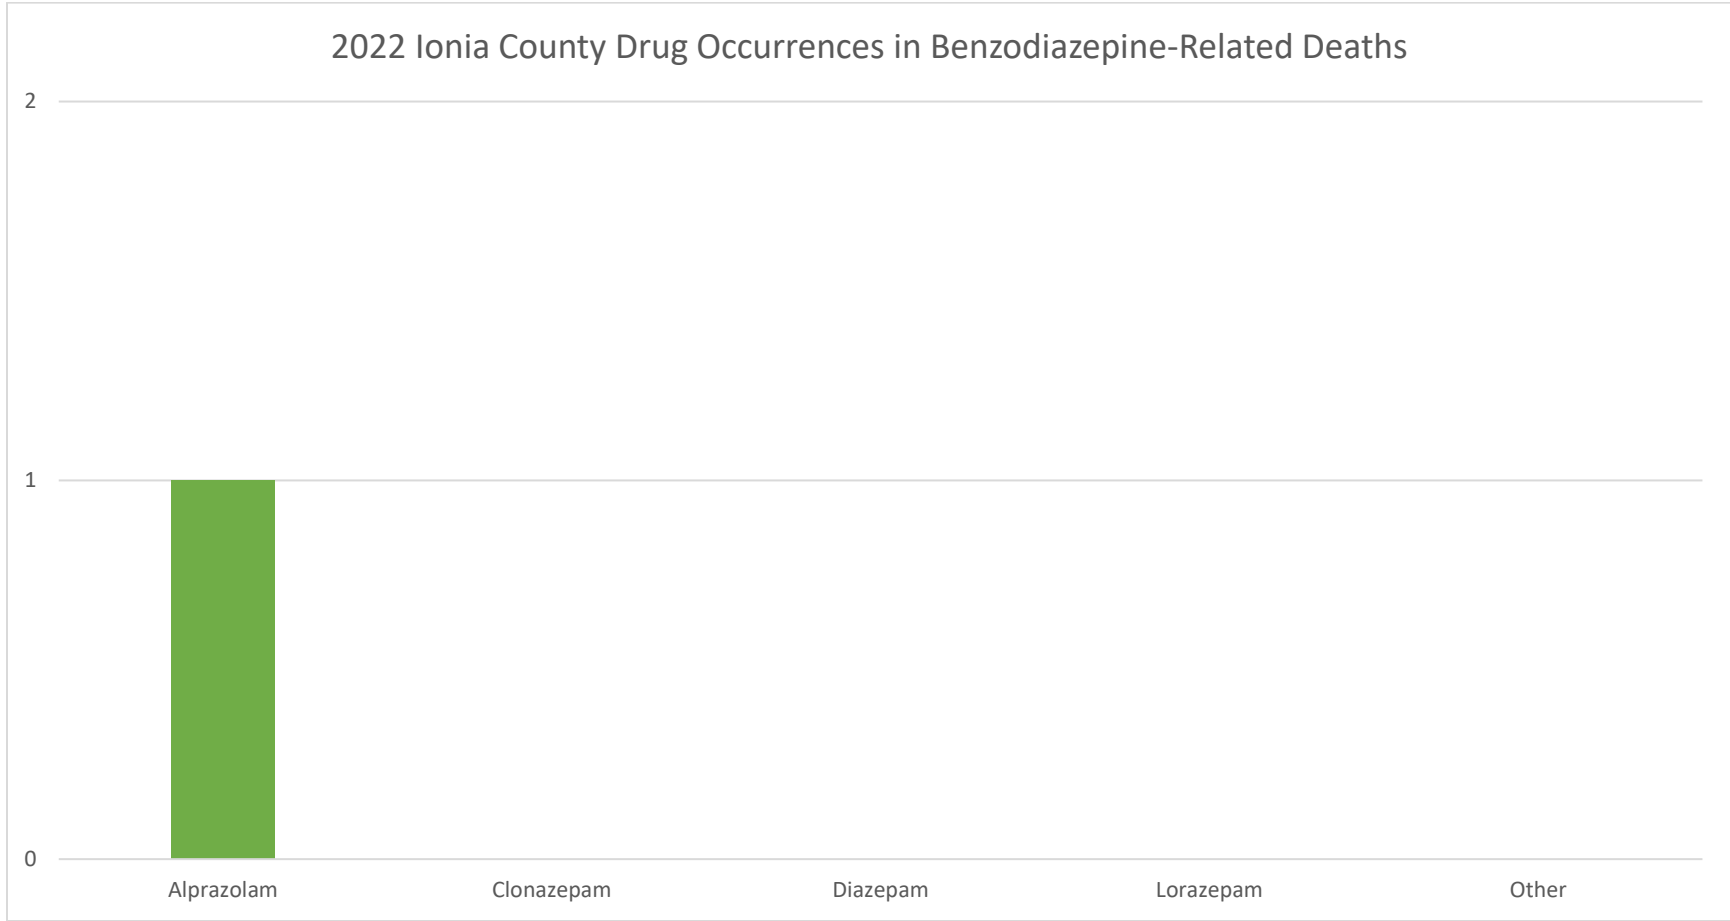 2022 Ionia County Drug Occurrences in Benzodiazepine-Related Deaths
2
1
0
Alprazolam Clonazepam Diazepam Lorazepam Other